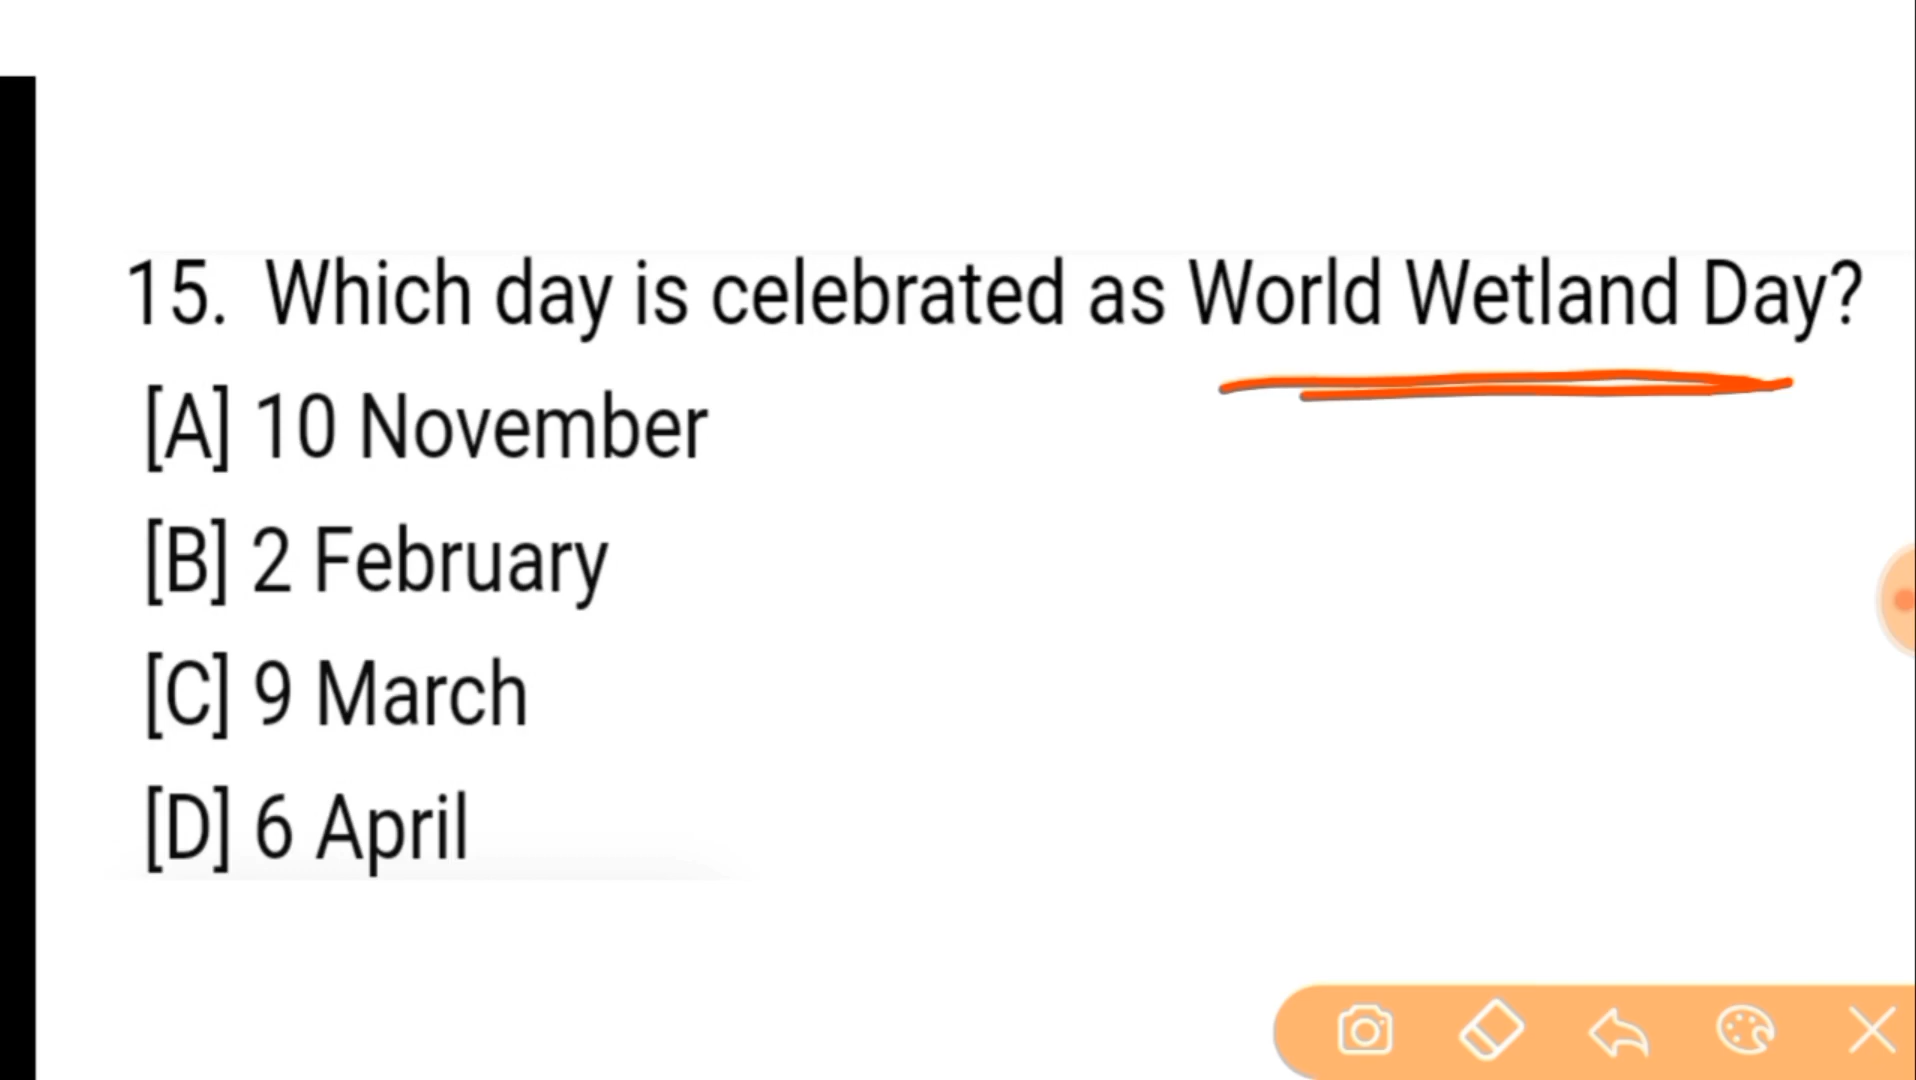 15. Which day is celebrated as World Wetland Day?
[A] 10 November
[B] 2 February
[C] 9 March
[D] 6 April